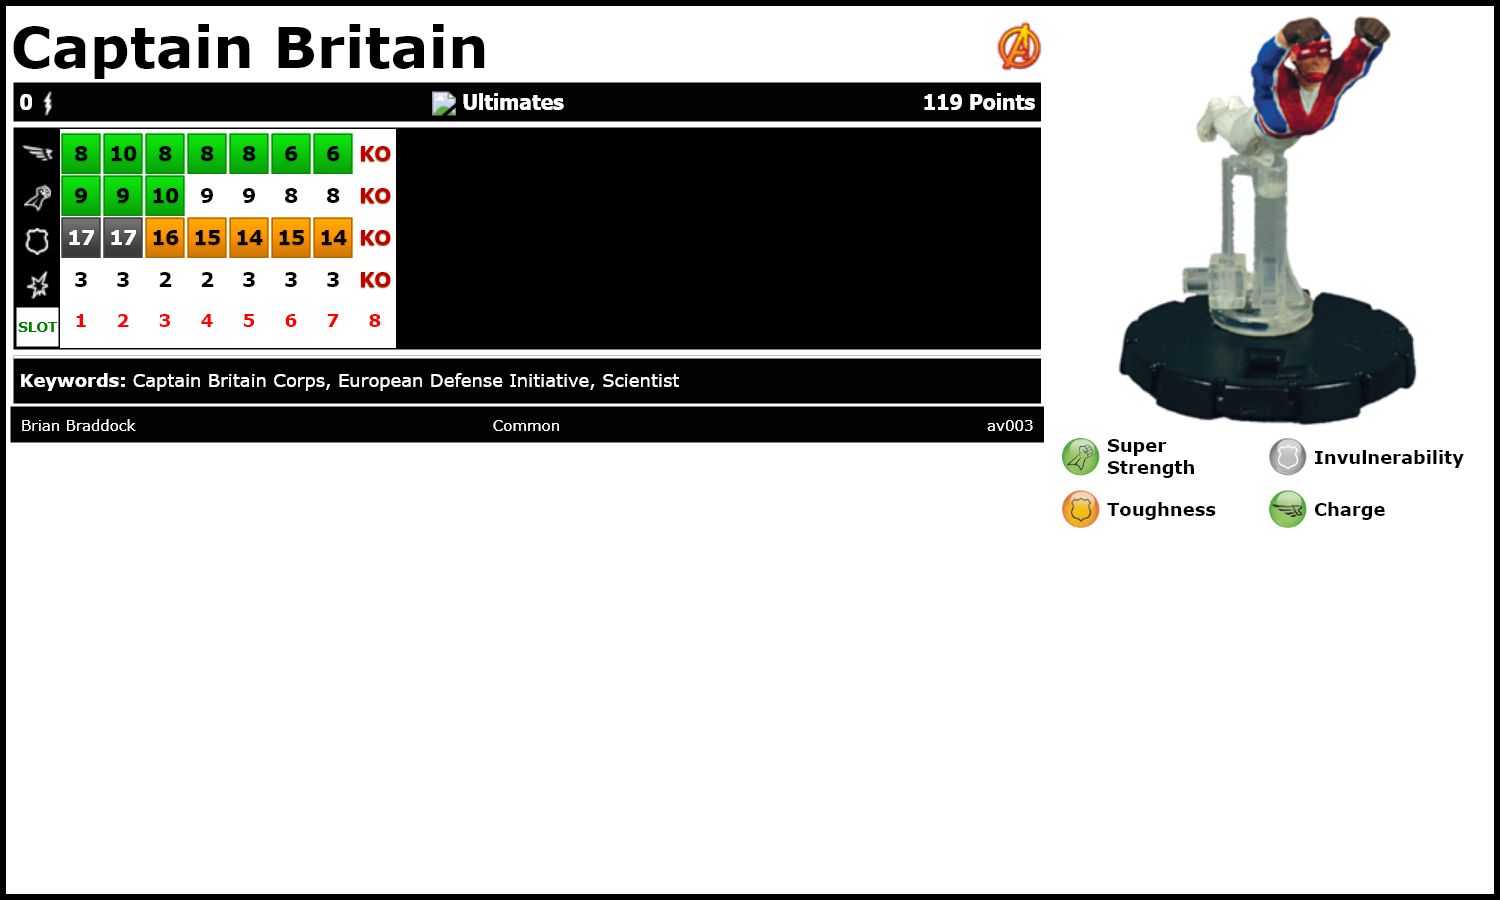 Captain Britain
0 Ultimates 119 Points
8 10 8 8 8 6 6 KO
9 9 10 9 9 8 8 KO
17 17 16 15 14 15 14 KO
3 3 2 2 3 3 3 KO
SLOT 1 2 3 4 5 6 7 8
Keywords: Captain Britain Corps, European Defense Initiative, Scientist
Brian Braddock Common av003
Super
Strength
Invulnerability
Toughness
Charge